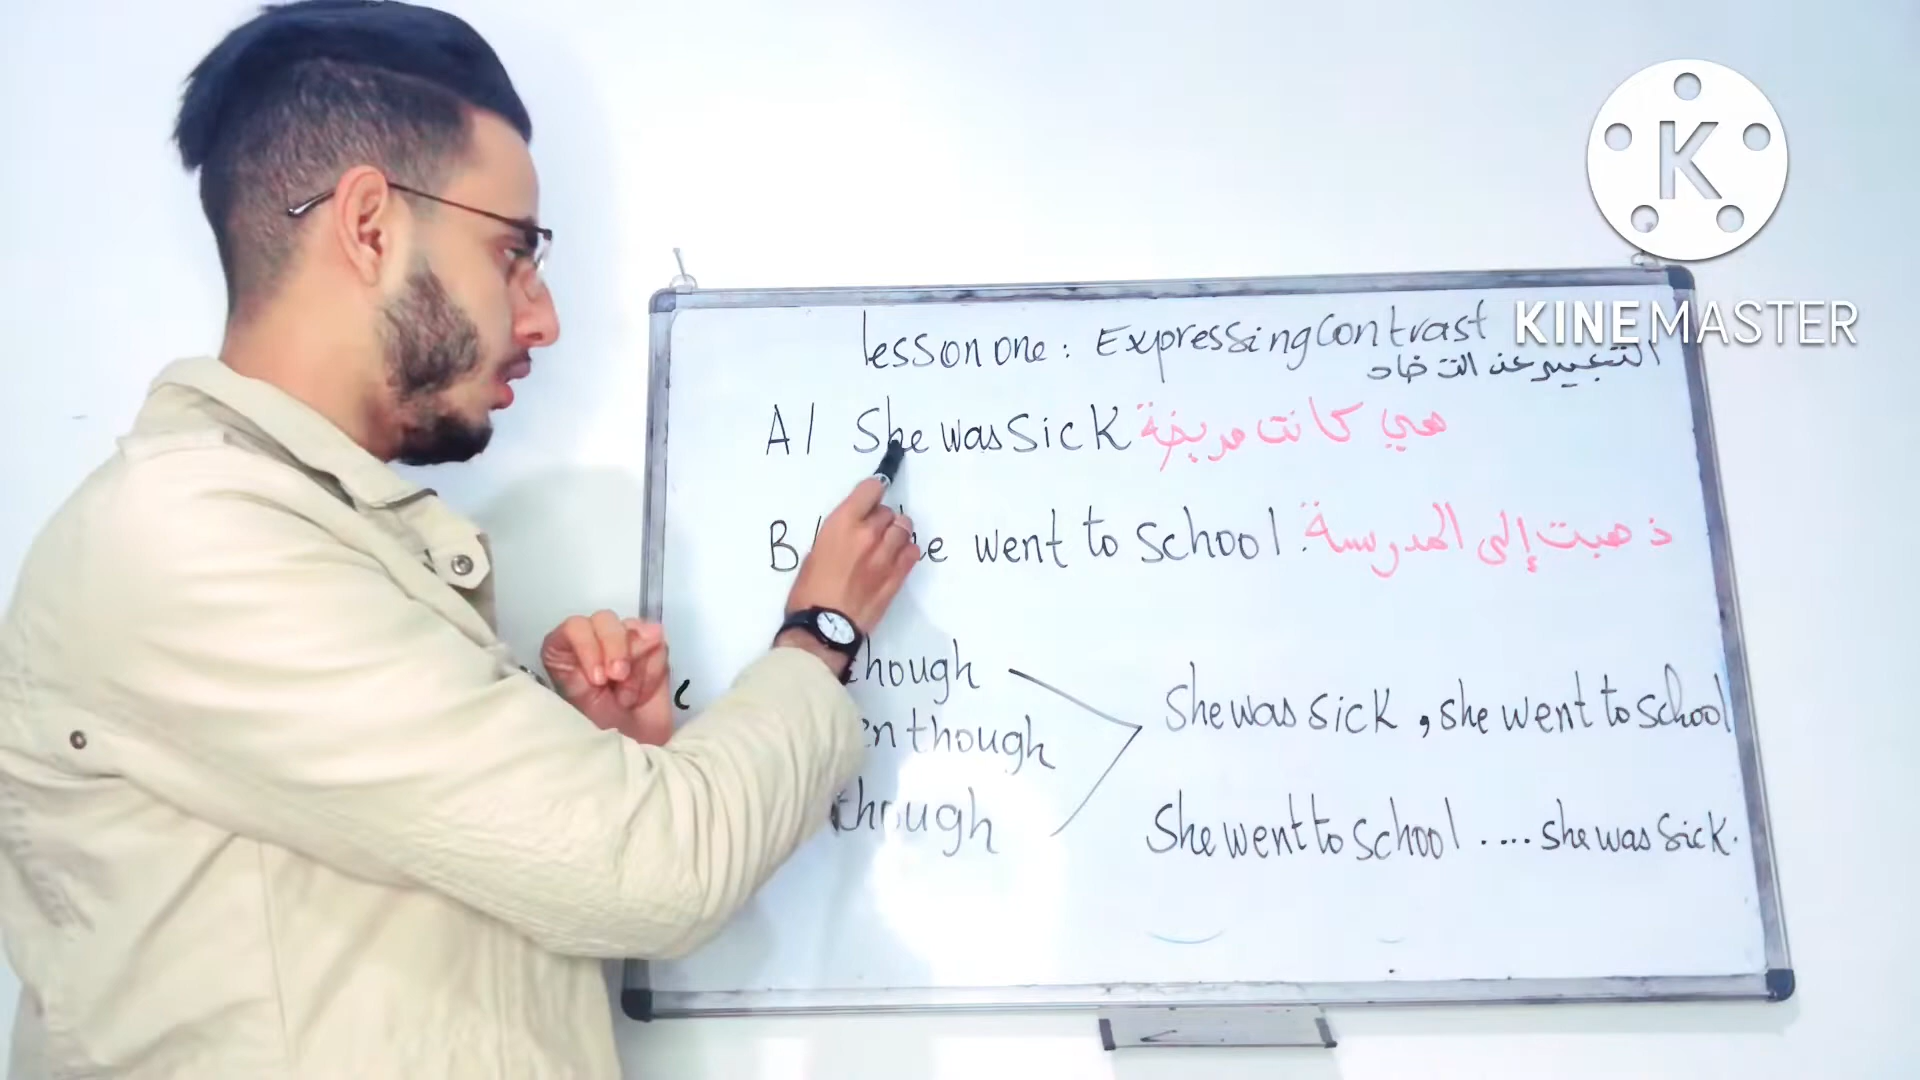 KINEMASTER
lesson one : Expressing contrast
التعبير عن التضاد
A/ She was sick هي كانت مريضة
B/ he went to school. ذهبت إلى المدرسة
though
en though
though
She was sick , she went to school
She went to school .... she was sick.